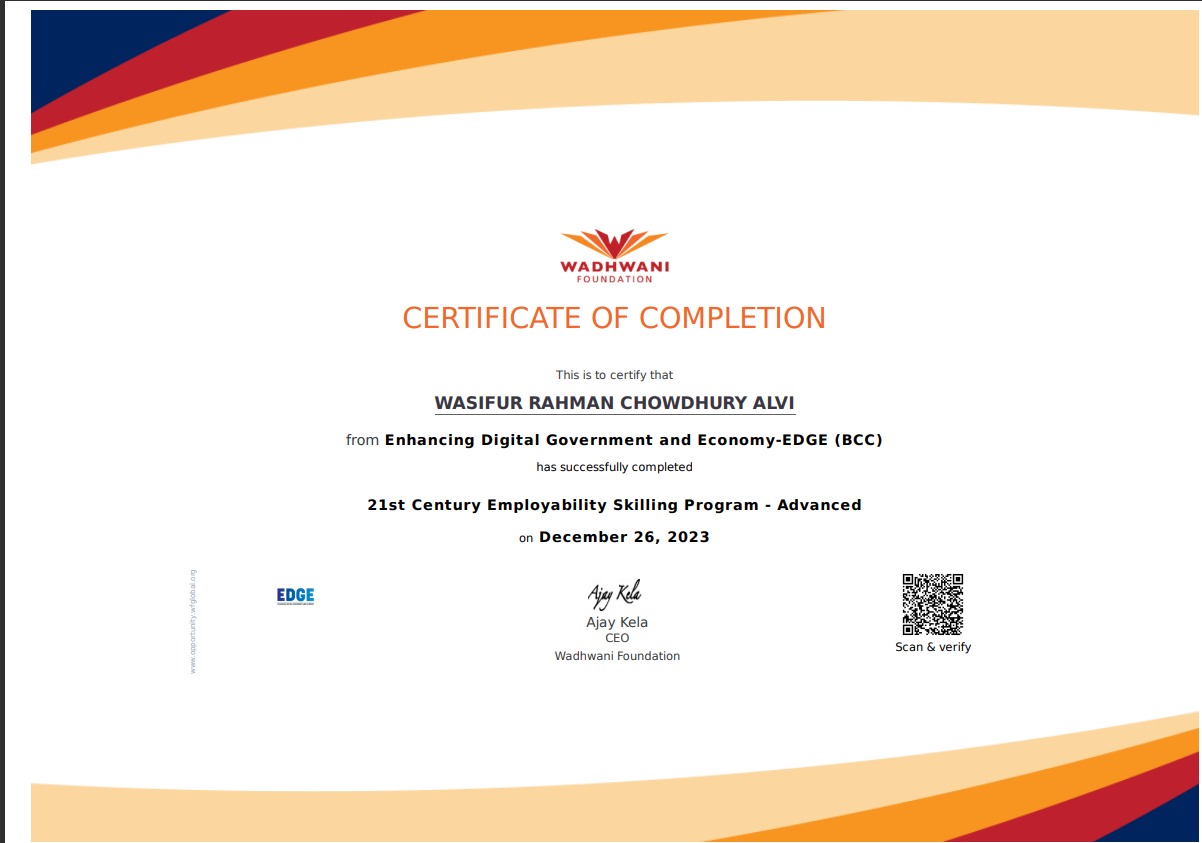 WADHWANI
FOUNDATION
CERTIFICATE OF COMPLETION
This is to certify that
WASIFUR RAHMAN CHOWDHURY ALVI
from Enhancing Digital Government and Economy-EDGE (BCC)
has successfully completed
21st Century Employability Skilling Program - Advanced
on December 26, 2023
www.opportunity.wfglobal.org
EDGE
Ajay Kela
Ajay Kela
CEO
Wadhwani Foundation
Scan & verify